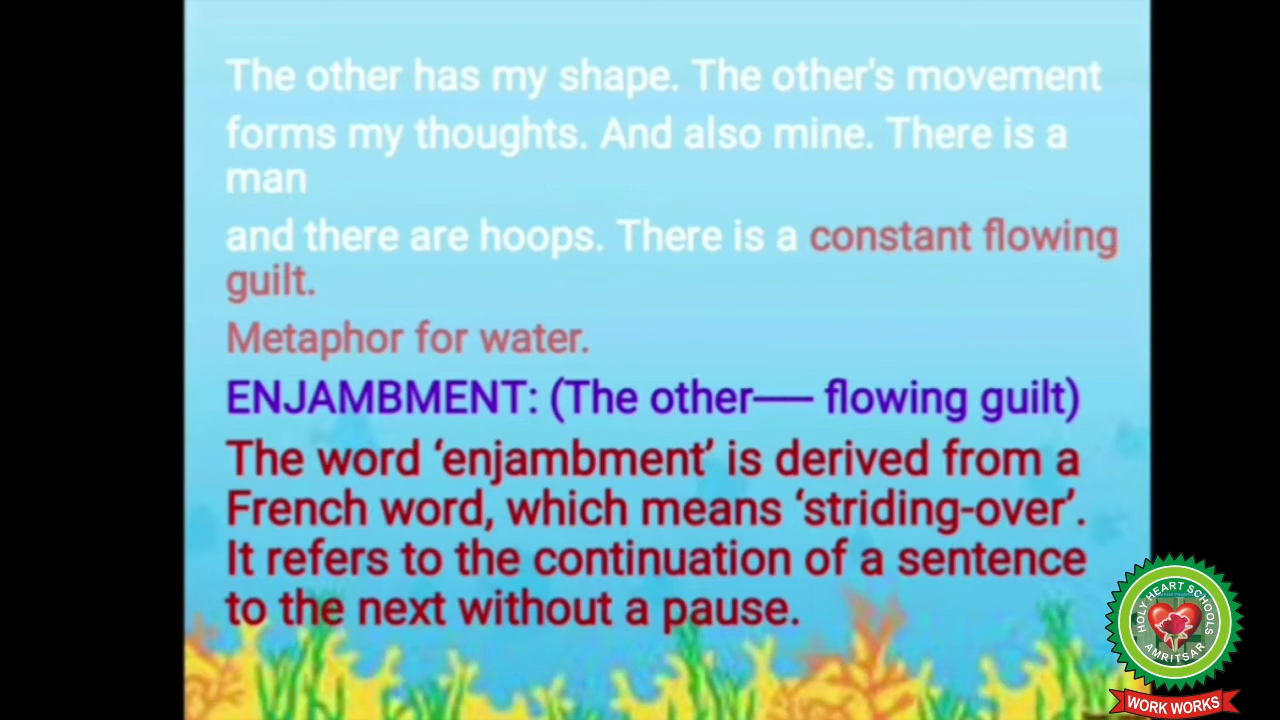 The other has my shape. The other's movement
forms my thoughts. And also mine. There is a
man
and there are hoops. There is a constant flowing
guilt.
Metaphor for water.
ENJAMBMENT: (The other–– flowing guilt)
The word ‘enjambment’ is derived from a
French word, which means ‘striding-over’.
It refers to the continuation of a sentence
to the next without a pause.
HOLY HEART SCHOOLS
AMRITSAR
WORK WORKS